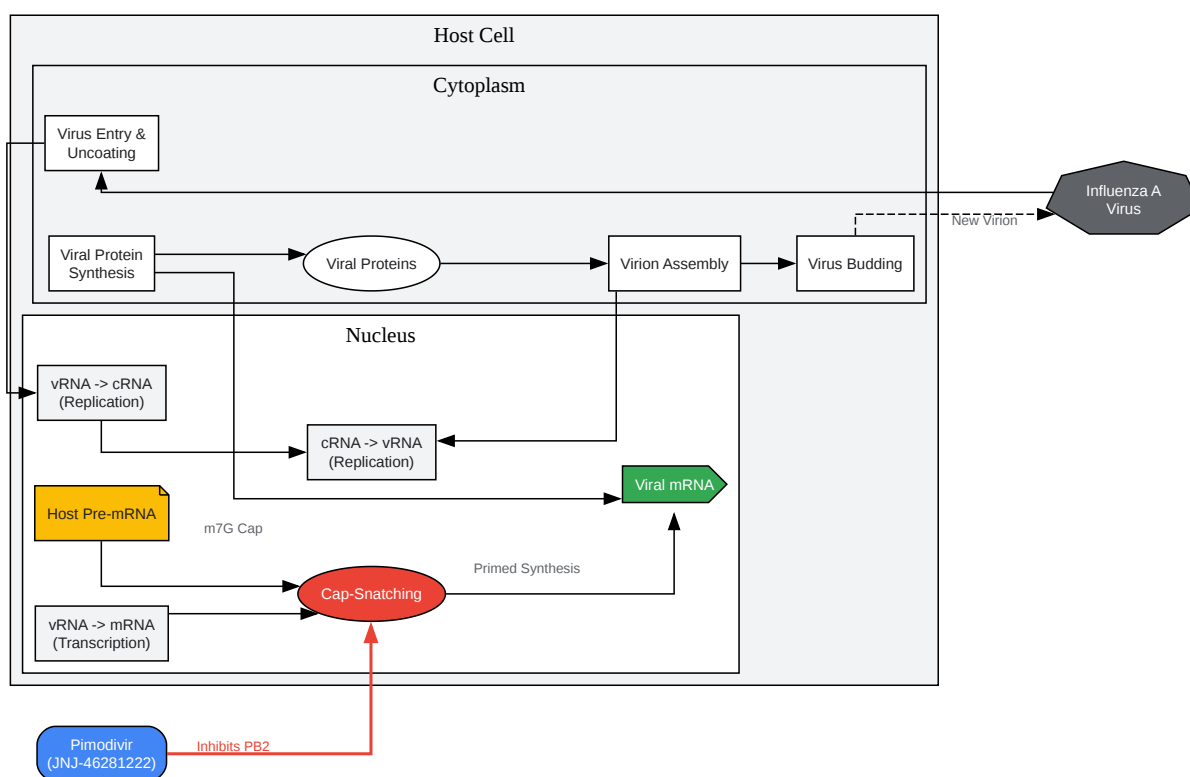 Host Cell
Cytoplasm
Virus Entry &
Uncoating
Influenza A
Virus
New Virion
Viral Protein
Synthesis
Viral Proteins
Virion Assembly
Virus Budding
Nucleus
vRNA -> cRNA
(Replication)
cRNA -> vRNA
(Replication)
Viral mRNA
Host Pre-mRNA
m7G Cap
Primed Synthesis
Cap-Snatching
vRNA -> mRNA
(Transcription)
Pimodivir
(JNJ-46281222)
Inhibits PB2